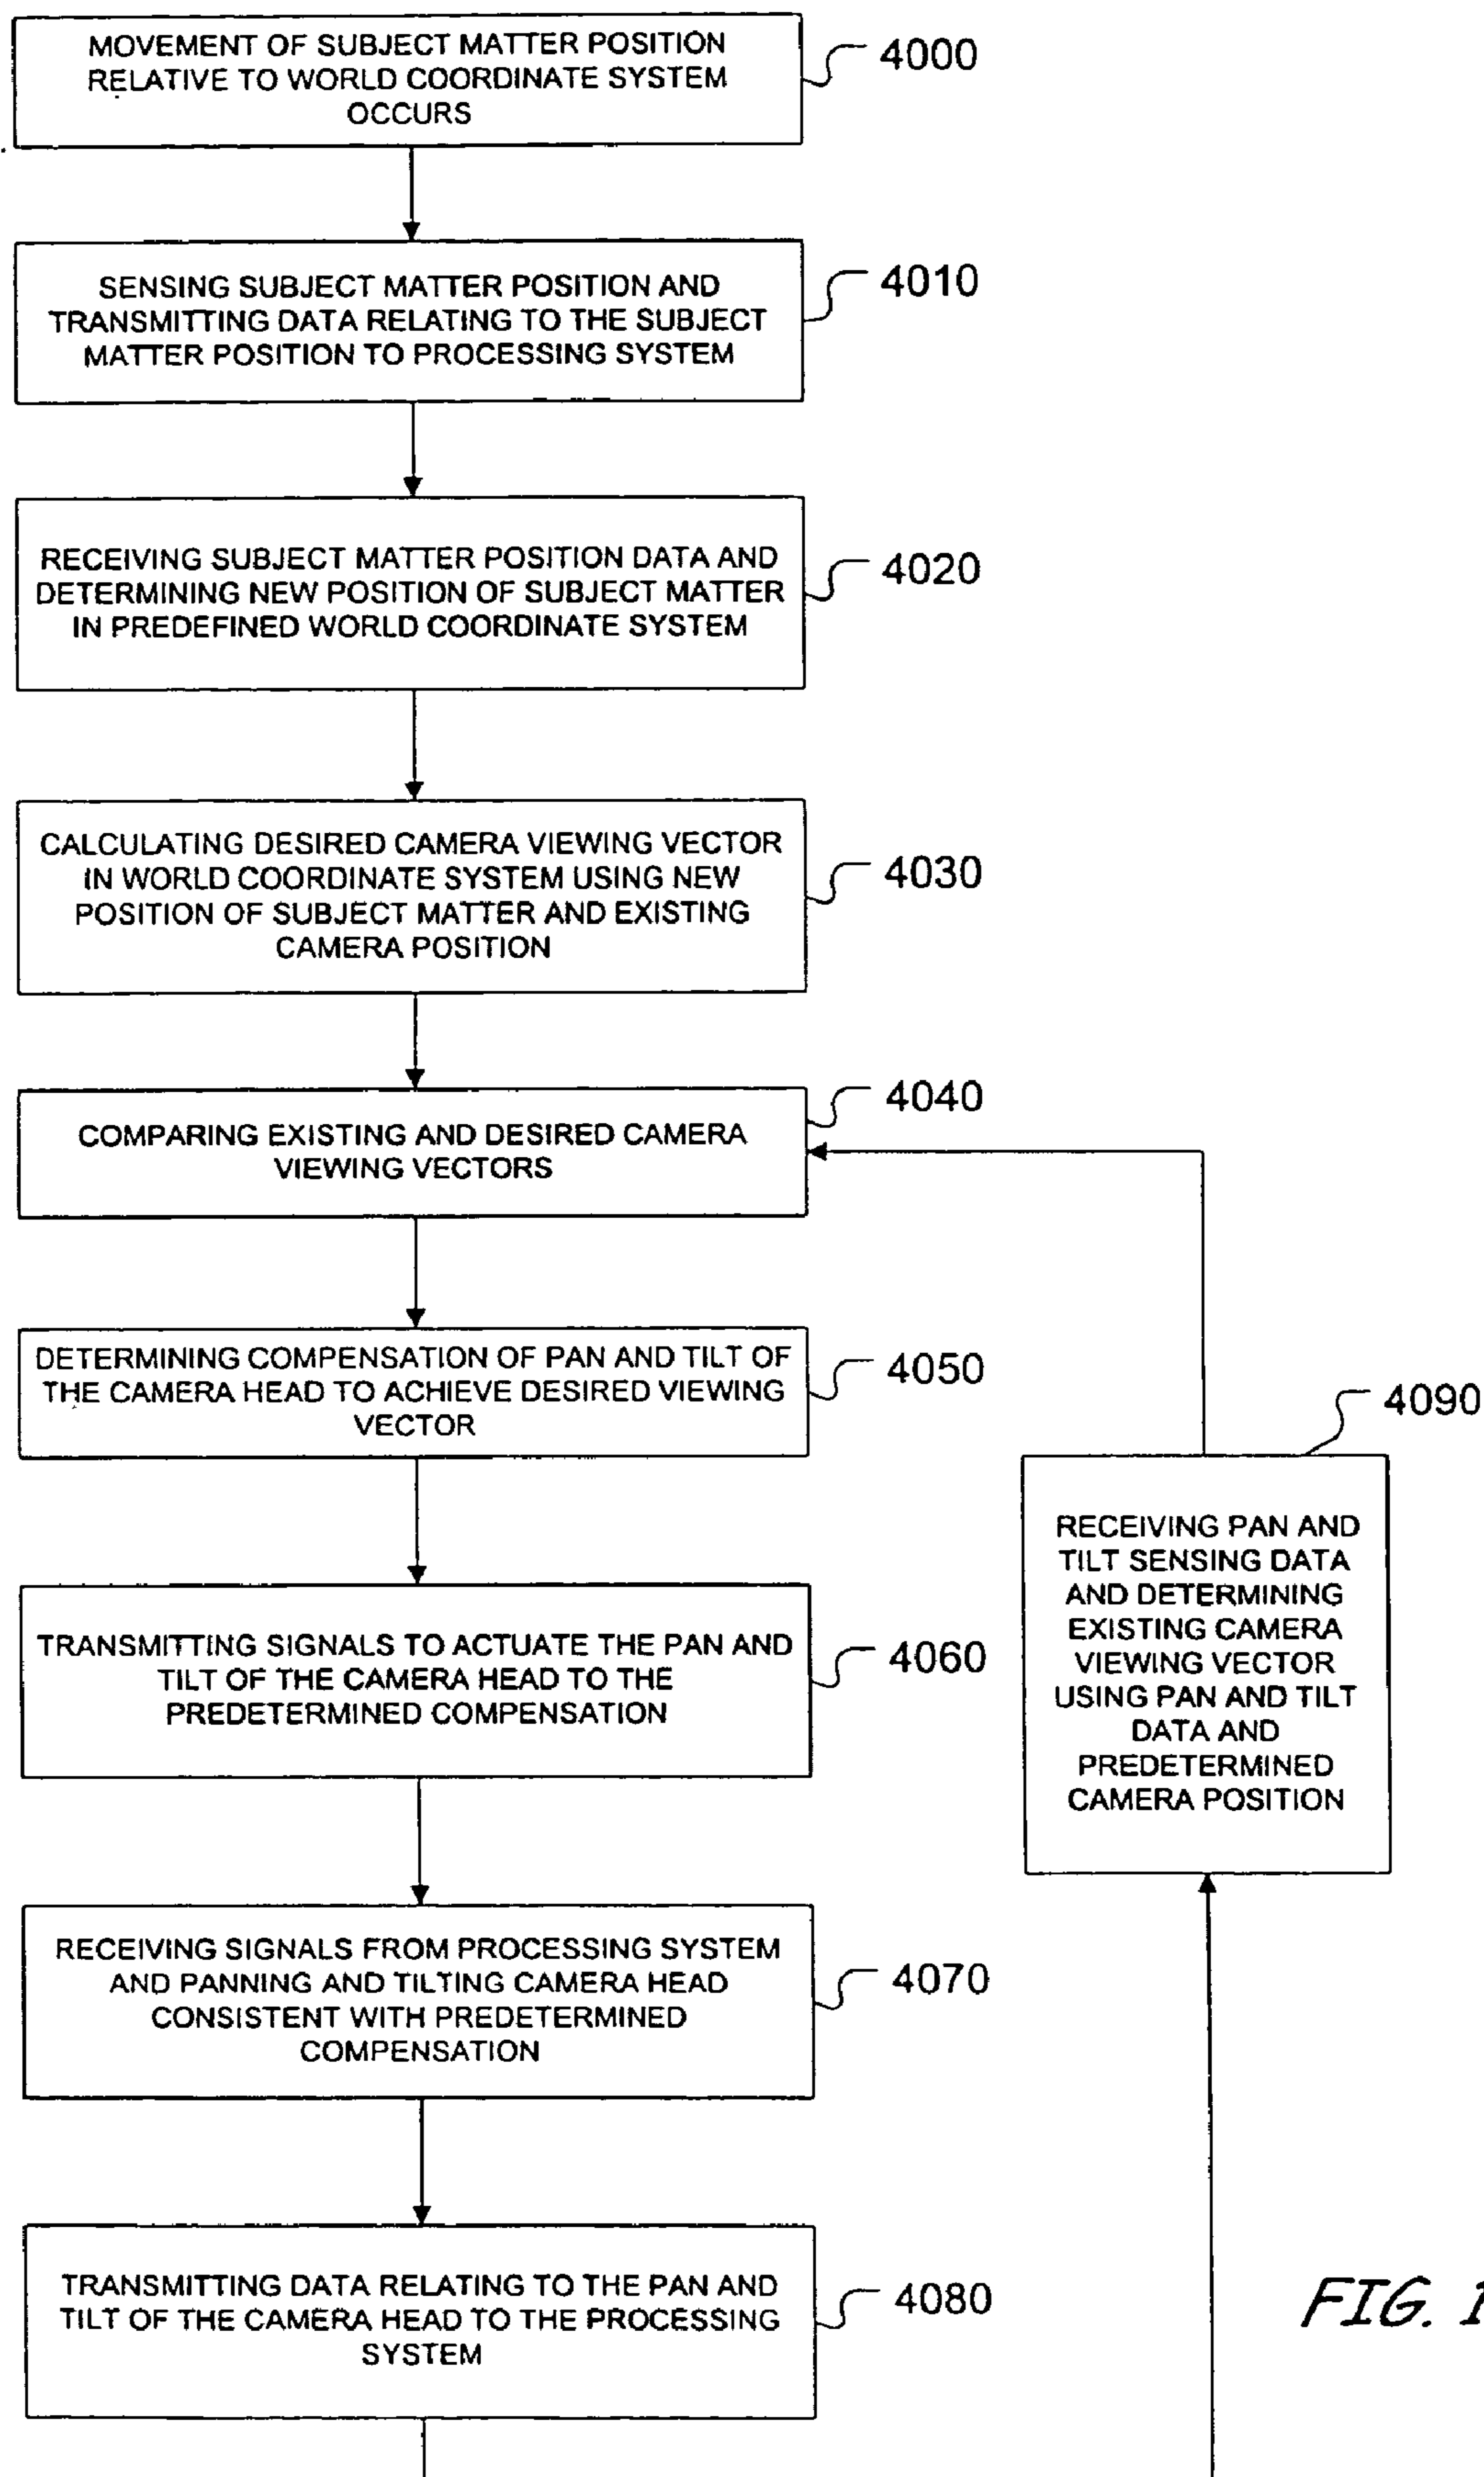 MOVEMENT OF SUBJECT MATTER POSITION
RELATIVE TO WORLD COORDINATE SYSTEM
OCCURS
4000
SENSING SUBJECT MATTER POSITION AND
TRANSMITTING DATA RELATING TO THE SUBJECT
MATTER POSITION TO PROCESSING SYSTEM
4010
RECEIVING SUBJECT MATTER POSITION DATA AND
DETERMINING NEW POSITION OF SUBJECT MATTER
IN PREDEFINED WORLD COORDINATE SYSTEM
4020
CALCULATING DESIRED CAMERA VIEWING VECTOR
IN WORLD COORDINATE SYSTEM USING NEW
POSITION OF SUBJECT MATTER AND EXISTING
CAMERA POSITION
4030
COMPARING EXISTING AND DESIRED CAMERA
VIEWING VECTORS
4040
DETERMINING COMPENSATION OF PAN AND TILT OF
THE CAMERA HEAD TO ACHIEVE DESIRED VIEWING
VECTOR
4050
TRANSMITTING SIGNALS TO ACTUATE THE PAN AND
TILT OF THE CAMERA HEAD TO THE
PREDETERMINED COMPENSATION
4060
RECEIVING SIGNALS FROM PROCESSING SYSTEM
AND PANNING AND TILTING CAMERA HEAD
CONSISTENT WITH PREDETERMINED
COMPENSATION
4070
TRANSMITTING DATA RELATING TO THE PAN AND
TILT OF THE CAMERA HEAD TO THE PROCESSING
SYSTEM
4080
4090
RECEIVING PAN AND
TILT SENSING DATA
AND DETERMINING
EXISTING CAMERA
VIEWING VECTOR
USING PAN AND TILT
DATA AND
PREDETERMINED
CAMERA POSITION
FIG.